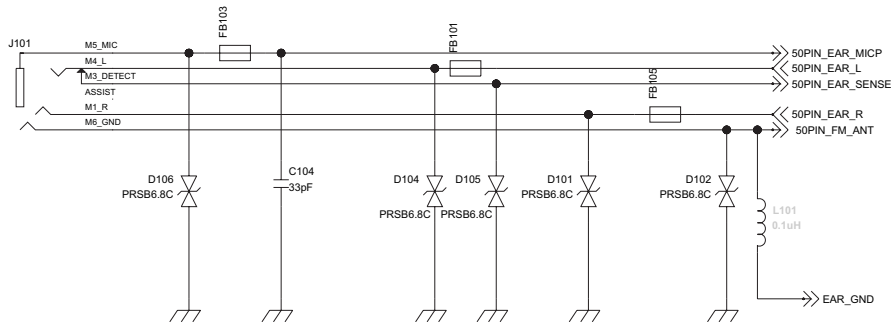 FB103
FB101
J101
M5_MIC
50PIN_EAR_MICP
M4_L
50PIN_EAR_L
M3_DETECT
50PIN_EAR_SENSE
ASSIST
FB105
M1_R
50PIN_EAR_R
M6_GND
50PIN_FM_ANT
C104
33pF
D106
PRSB6.8C
D104
PRSB6.8C
D105
PRSB6.8C
D101
PRSB6.8C
D102
PRSB6.8C
L101
0.1uH
EAR_GND